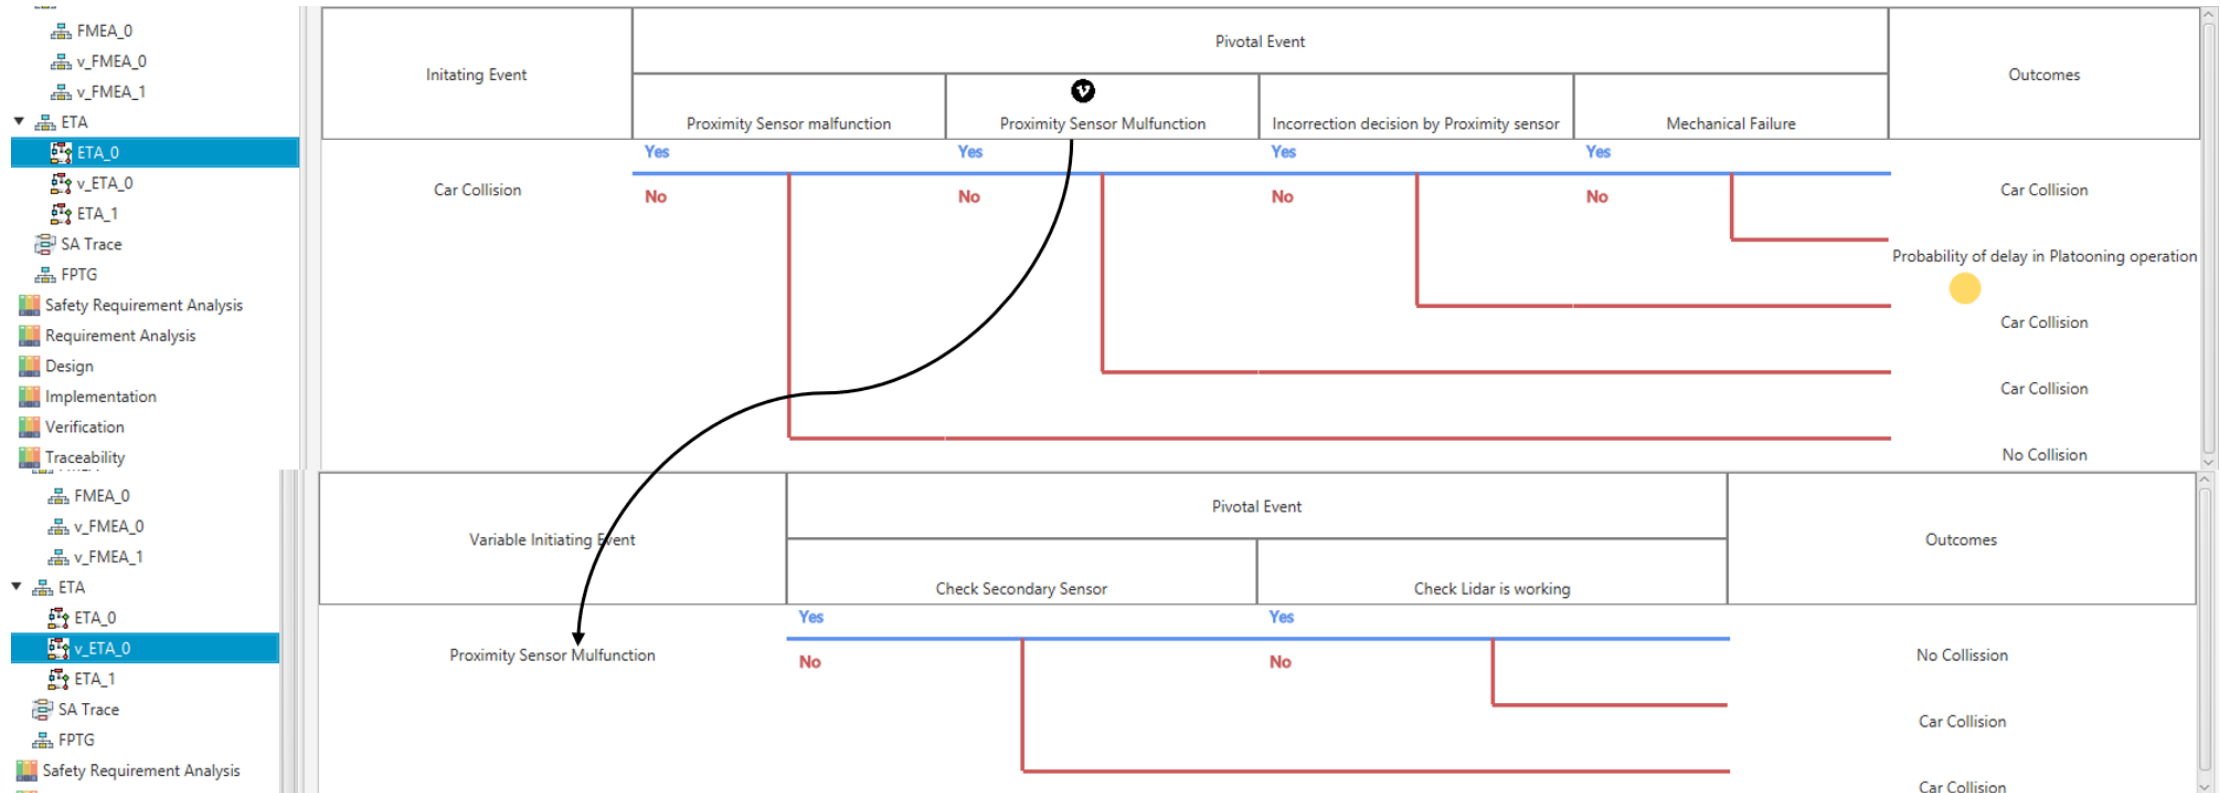 FMEA_0
v_FMEA_0
v_FMEA_1
ETA
ETA_0
v_ETA_0
ETA_1
SA Trace
FPTG
Safety Requirement Analysis
Requirement Analysis
Design
Implementation
Verification
Traceability
Initating Event
Pivotal Event
Outcomes
Proximity Sensor malfunction
V
Proximity Sensor Mulfunction
Incorrection decision by Proximity sensor
Mechanical Failure
Yes Yes Yes Yes
Car Collision
No No No No
Car Collision
Probability of delay in Platooning operation
Car Collision
Car Collision
No Collision
FMEA_0
v_FMEA_0
v_FMEA_1
ETA
ETA_0
v_ETA_0
ETA_1
SA Trace
FPTG
Safety Requirement Analysis
Variable Initiating Event
Pivotal Event
Outcomes
Check Secondary Sensor
Check Lidar is working
Yes Yes
Proximity Sensor Mulfunction
No No
No Collission
Car Collision
Car Collision